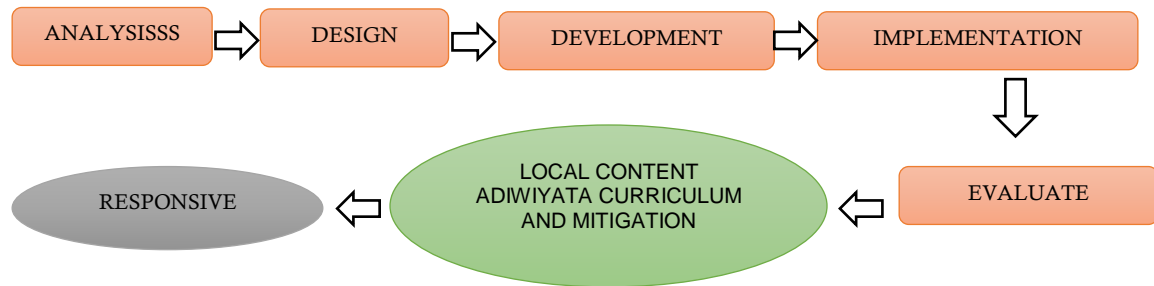 ANALYSISSS
DESIGN
DEVELOPMENT
IMPLEMENTATION
EVALUATE
LOCAL CONTENT
ADIWIYATA CURRICULUM
AND MITIGATION
RESPONSIVE